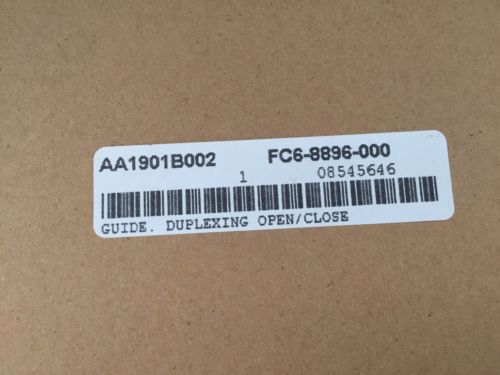 AA1901B002 FC6-8896-000
1 08545646
GUIDE. DUPLEXING OPEN/CLOSE